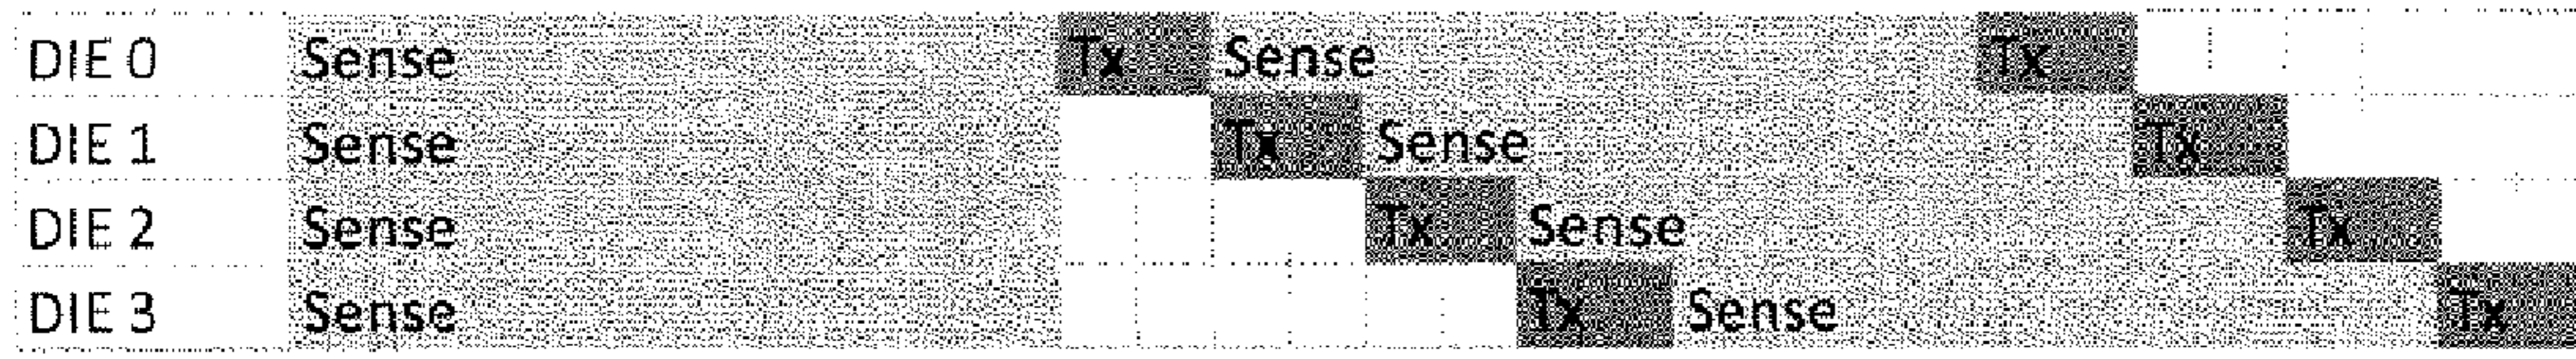 DIE 0 Sense Tx Sense Tx
DIE 1 Sense Tx Sense Tx
DIE 2 Sense Tx Sense Tx
DIE 3 Sense Tx Sense Tx